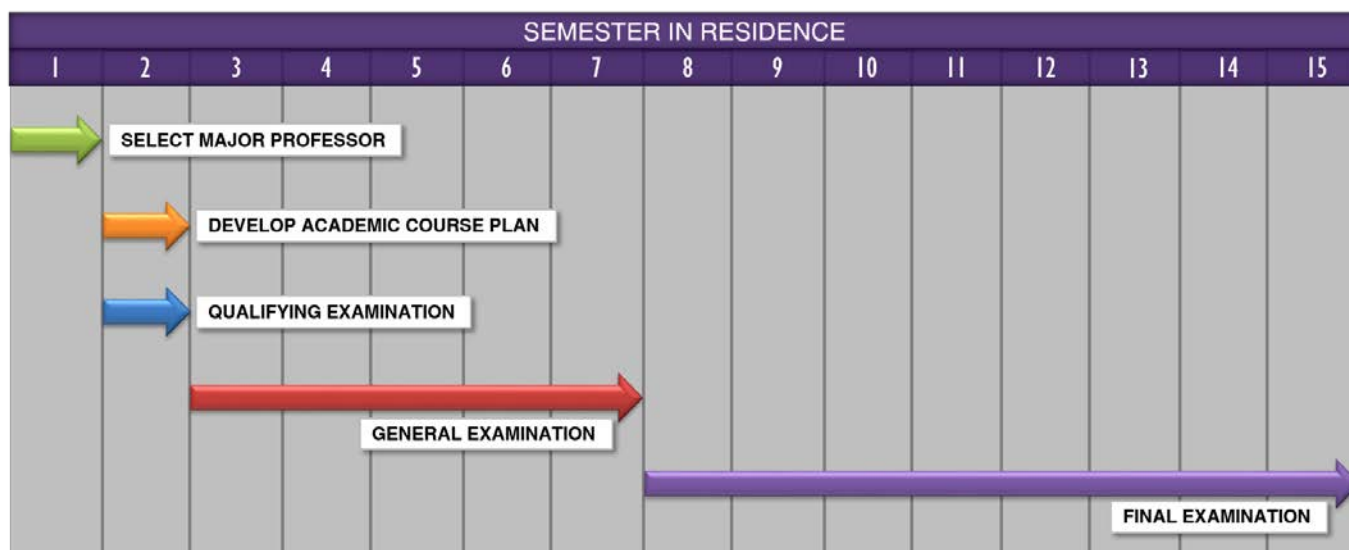 SEMESTER IN RESIDENCE
1 2 3 4 5 6 7 8 9 10 11 12 13 14 15
SELECT MAJOR PROFESSOR
DEVELOP ACADEMIC COURSE PLAN
QUALIFYING EXAMINATION
GENERAL EXAMINATION
FINAL EXAMINATION